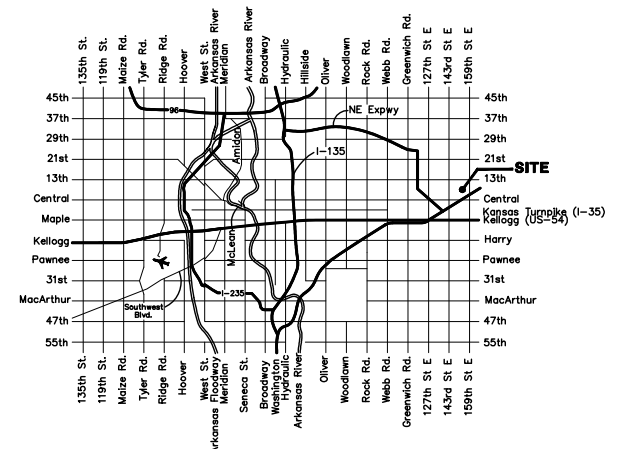 135th St.
119th St.
Maize Rd.
Tyler Rd.
Ridge Rd.
Hoover
West St.
Arkansas River
Meridian
Arkansas River
Broadway
Hydraulic
Hillside
Oliver
Woodlawn
Rock Rd.
Webb Rd.
Greenwich Rd.
127th St E
143rd St E
159th St E
45th
45th
96
NE Expwy
37th
37th
29th
29th
Amidon
I-135
21st
21st
SITE
13th
13th
Central
Central
Kansas Turnpike (I-35)
Maple
Kellogg (US-54)
McLean
Kellogg
Harry
Pawnee
Pawnee
31st
31st
I-235
MacArthur
MacArthur
Southwest
Blvd.
47th
47th
55th
55th
135th St.
119th St.
Maize Rd.
Tyler Rd.
Ridge Rd.
Hoover
West St.
Arkansas Floodway
Meridian
Seneca St.
Broadway
Washington
Hydraulic
Arkansas River
Oliver
Woodlawn
Rock Rd.
Webb Rd.
Greenwich Rd.
127th St E
143rd St E
159th St E